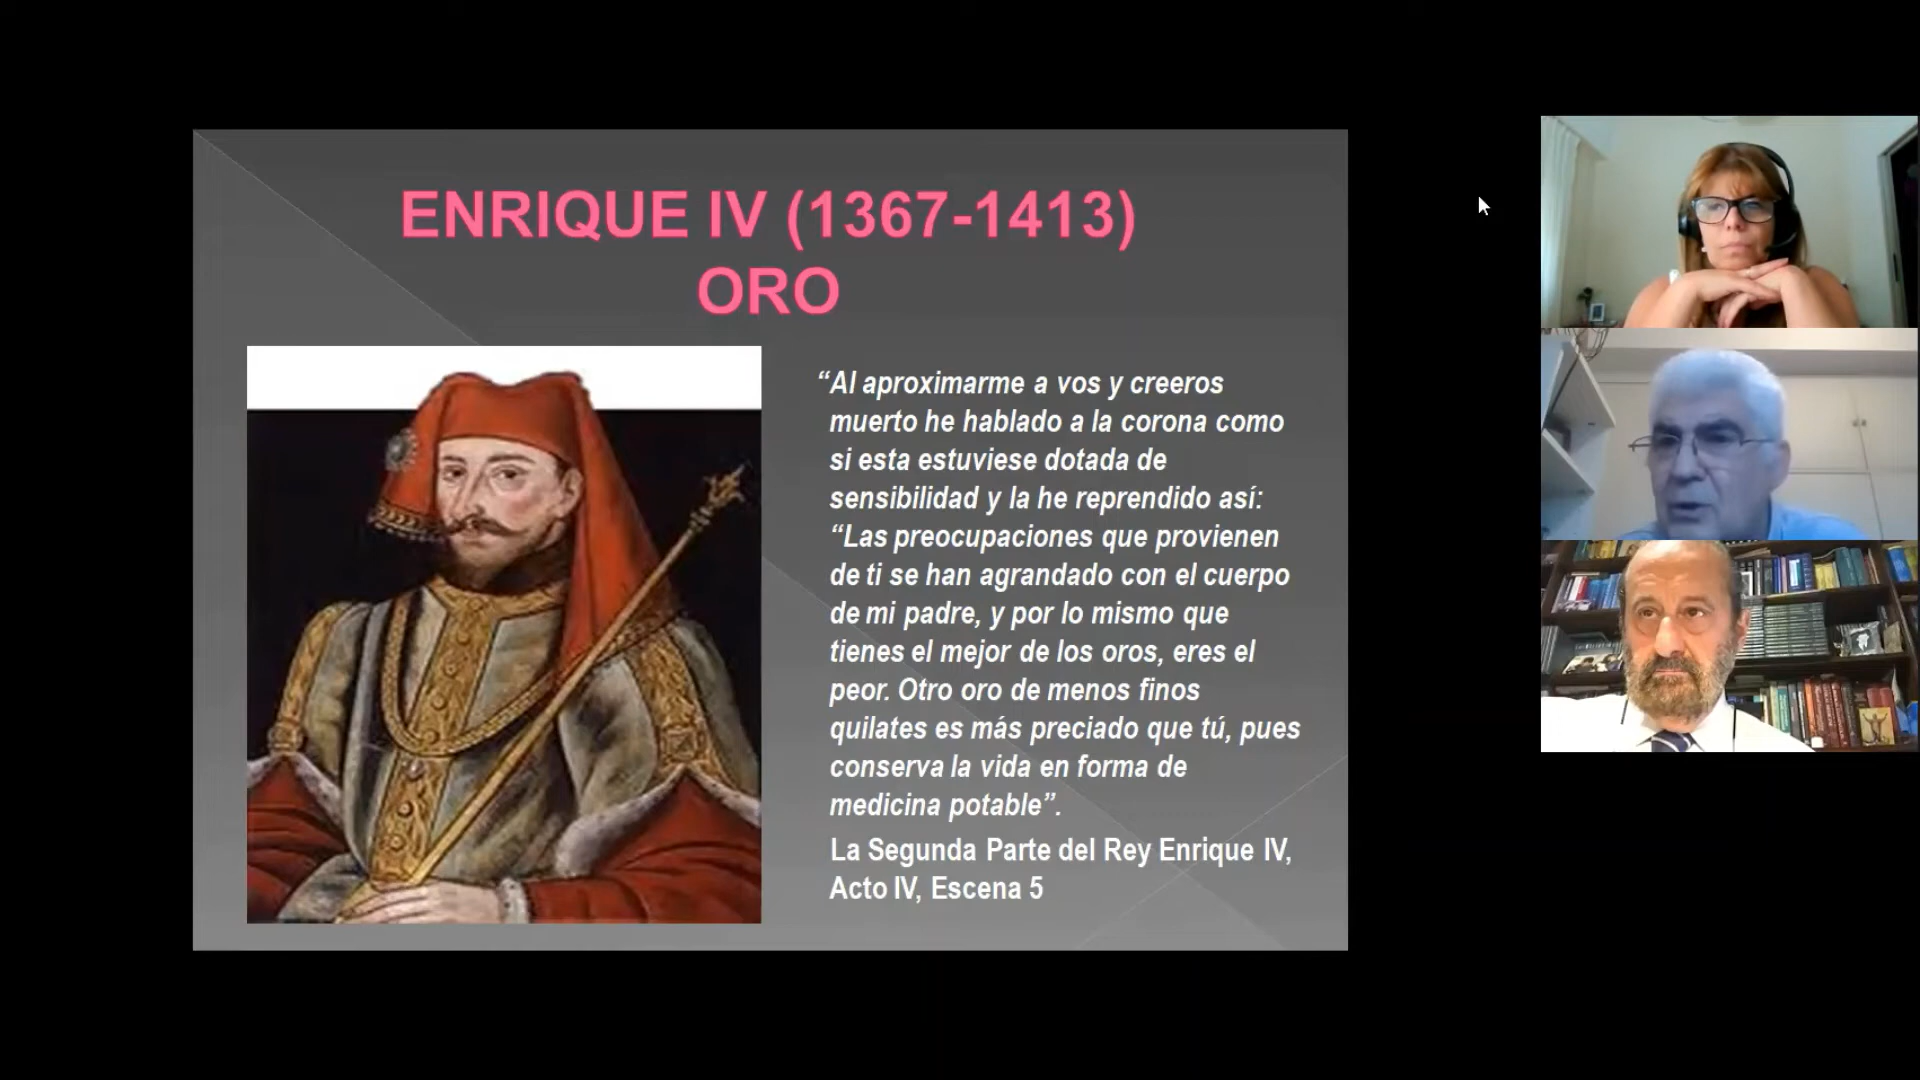 ENRIQUE IV (1367-1413)
ORO
“Al aproximarme a vos y creeros
muerto he hablado a la corona como
si esta estuviese dotada de
sensibilidad y la he reprendido así:
“Las preocupaciones que provienen
de ti se han agrandado con el cuerpo
de mi padre, y por lo mismo que
tienes el mejor de los oros, eres el
peor. Otro oro de menos finos
quilates es más preciado que tú, pues
conserva la vida en forma de
medicina potable”.
La Segunda Parte del Rey Enrique IV,
Acto IV, Escena 5